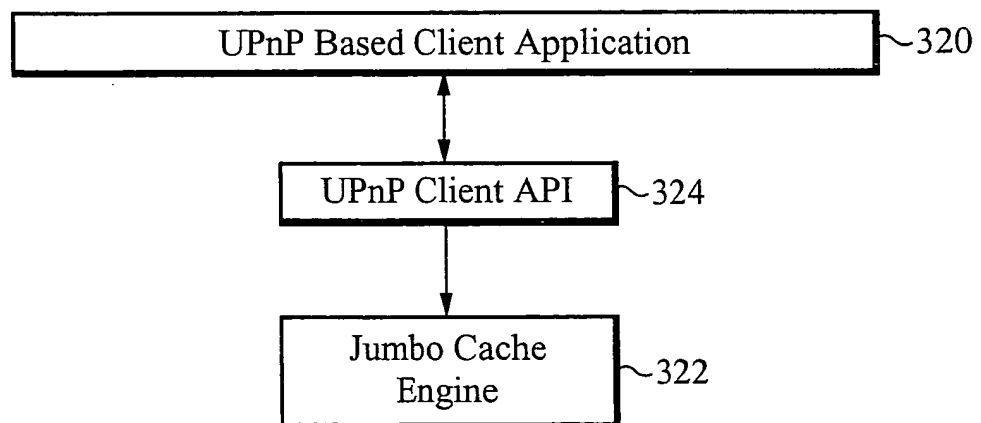 UPnP Based Client Application
320
UPnP Client API
324
Jumbo Cache
Engine
322